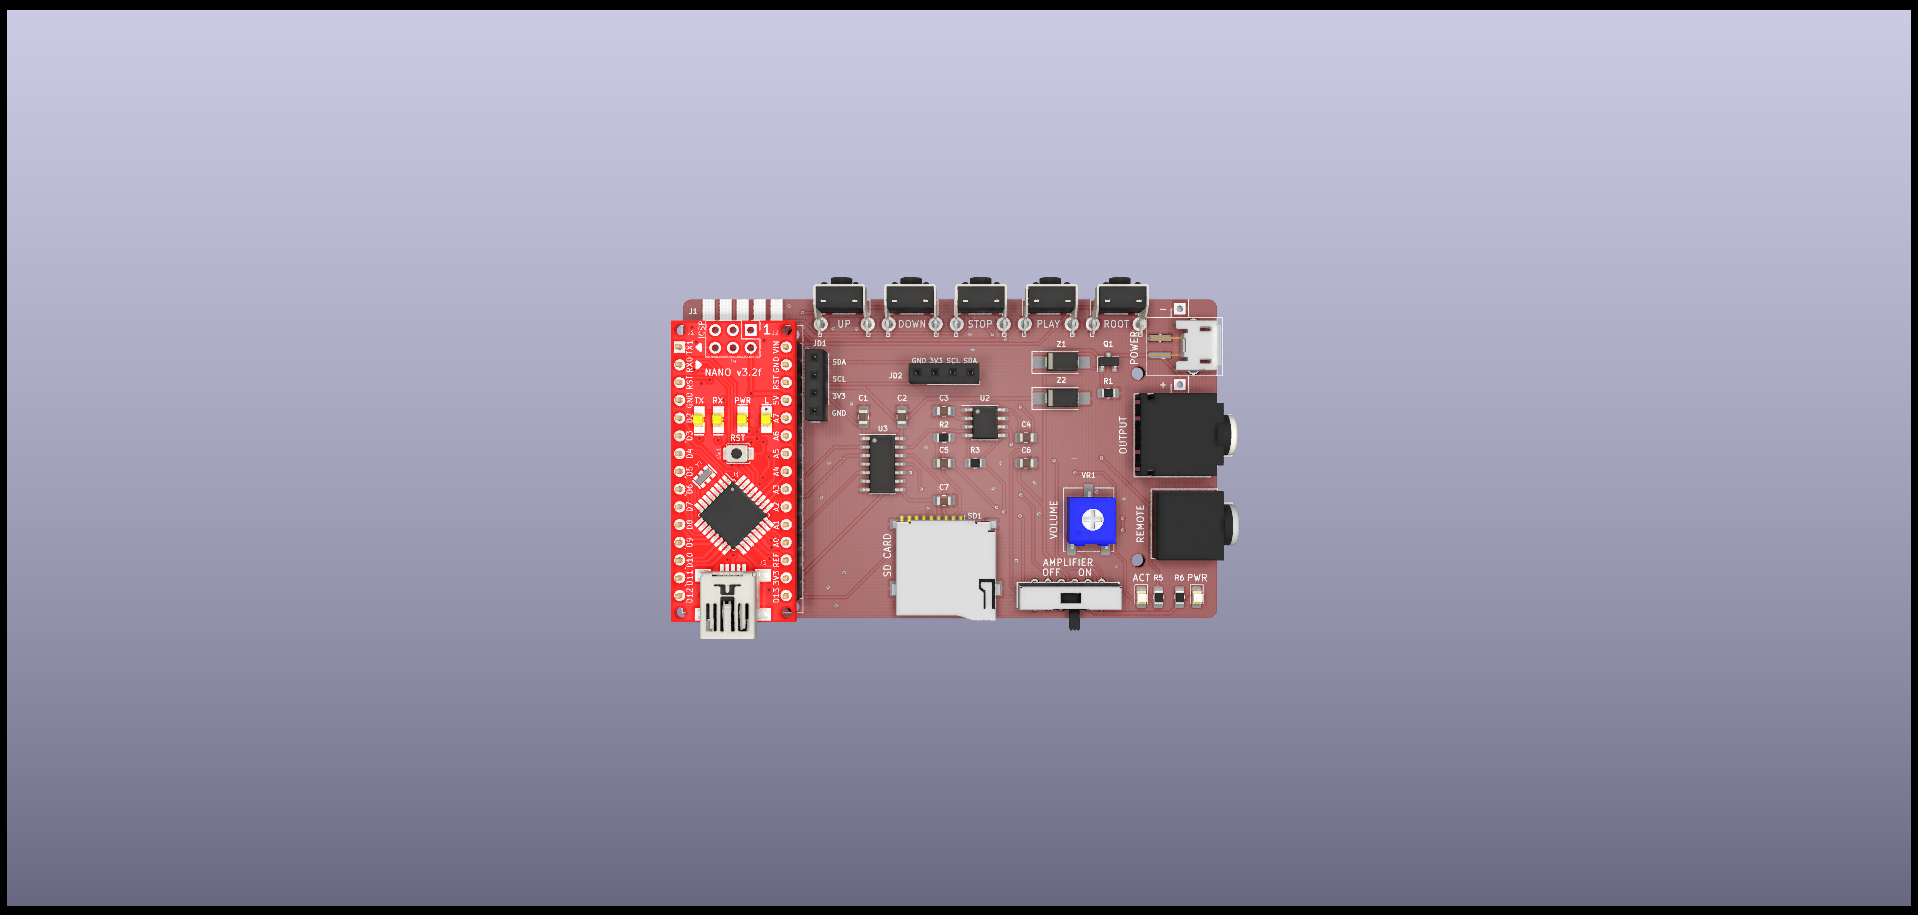 J1
UP
DOWN
STOP
PLAY
ROOT
−
POWER
+
ICSP
1
NANO v3.2f
TX1
RX0
RST
GND
D2
D3
D4
D5
D6
D7
D8
D9
D10
D11
D12
VIN
GND
RST
5V
A7
A6
A5
A4
A3
A2
A1
A0
REF
3V3
D13
TX
RX
PWR
L
RST
JD1
SDA
SCL
3V3
GND
GND 3V3 SCL SDA
JD2
Z1
Q1
Z2
R1
C1
C2
C3
U2
U3
R2
C4
C5
R3
C6
C7
OUTPUT
VR1
VOLUME
REMOTE
SD1
SD CARD
AMPLIFIER
OFF ON
ACT R5 R6 PWR